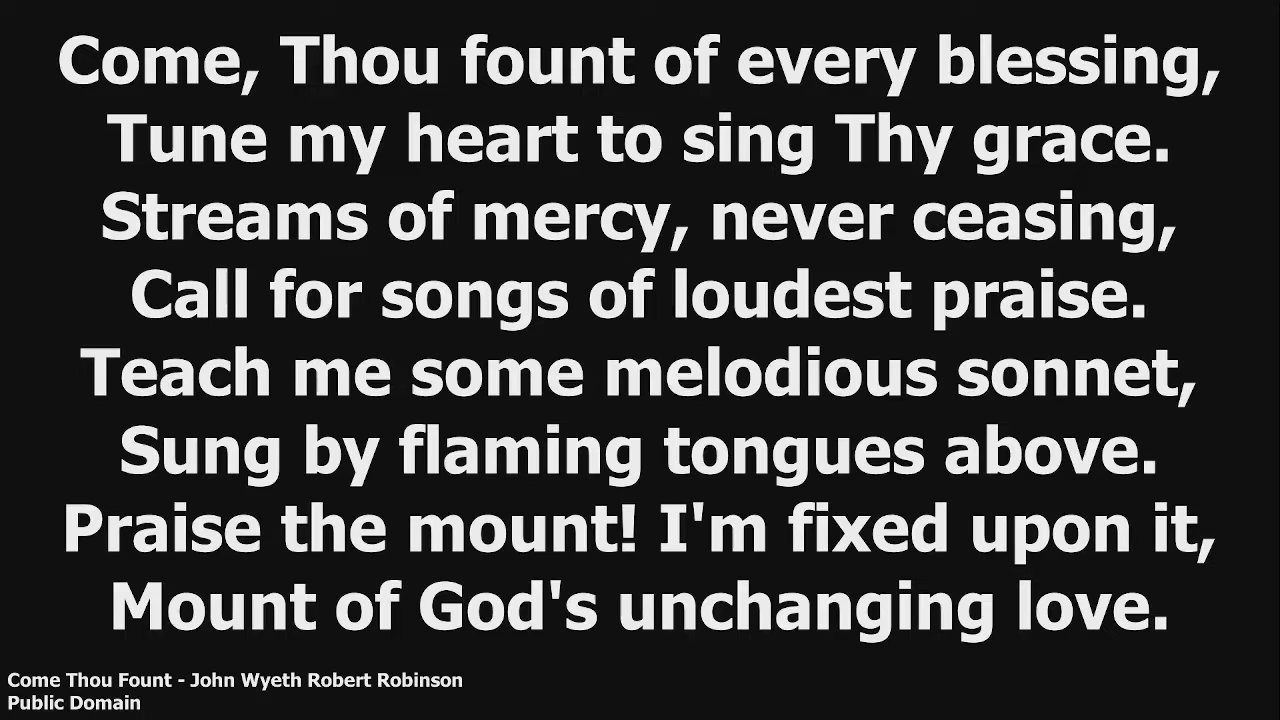 Come, Thou fount of every blessing,
Tune my heart to sing Thy grace.
Streams of mercy, never ceasing,
Call for songs of loudest praise.
Teach me some melodious sonnet,
Sung by flaming tongues above.
Praise the mount! I'm fixed upon it,
Mount of God's unchanging love.
Come Thou Fount - John Wyeth Robert Robinson
Public Domain